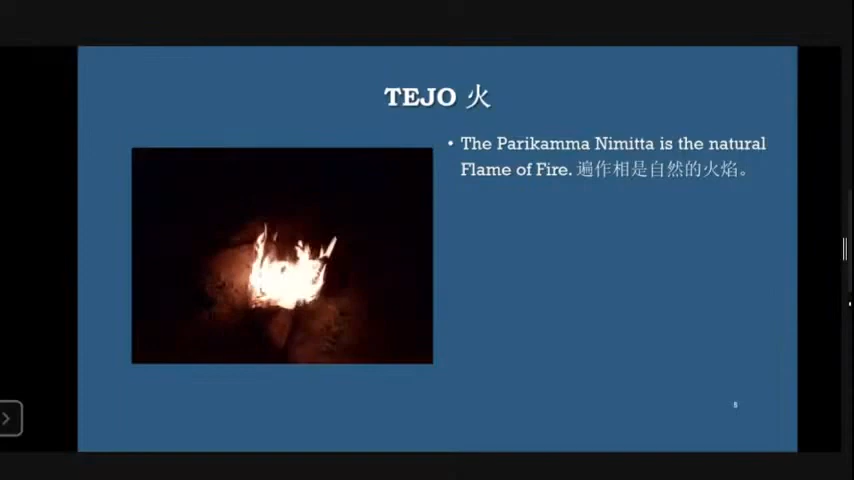 TEJO 火
• The Parikamma Nimitta is the natural
Flame of Fire. 遍作相是自然的火焰。